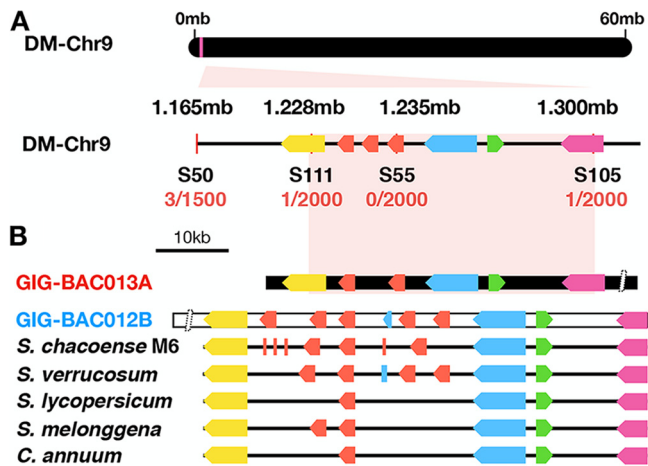 A
0mb 60mb
DM-Chr9
1.165mb 1.228mb 1.235mb 1.300mb
DM-Chr9
S50 S111 S55 S105
3/1500 1/2000 0/2000 1/2000
B
10kb
GIG-BAC013A
GIG-BAC012B
S. chacoense M6
S. verrucosum
S. lycopersicum
S. melonggena
C. annuum